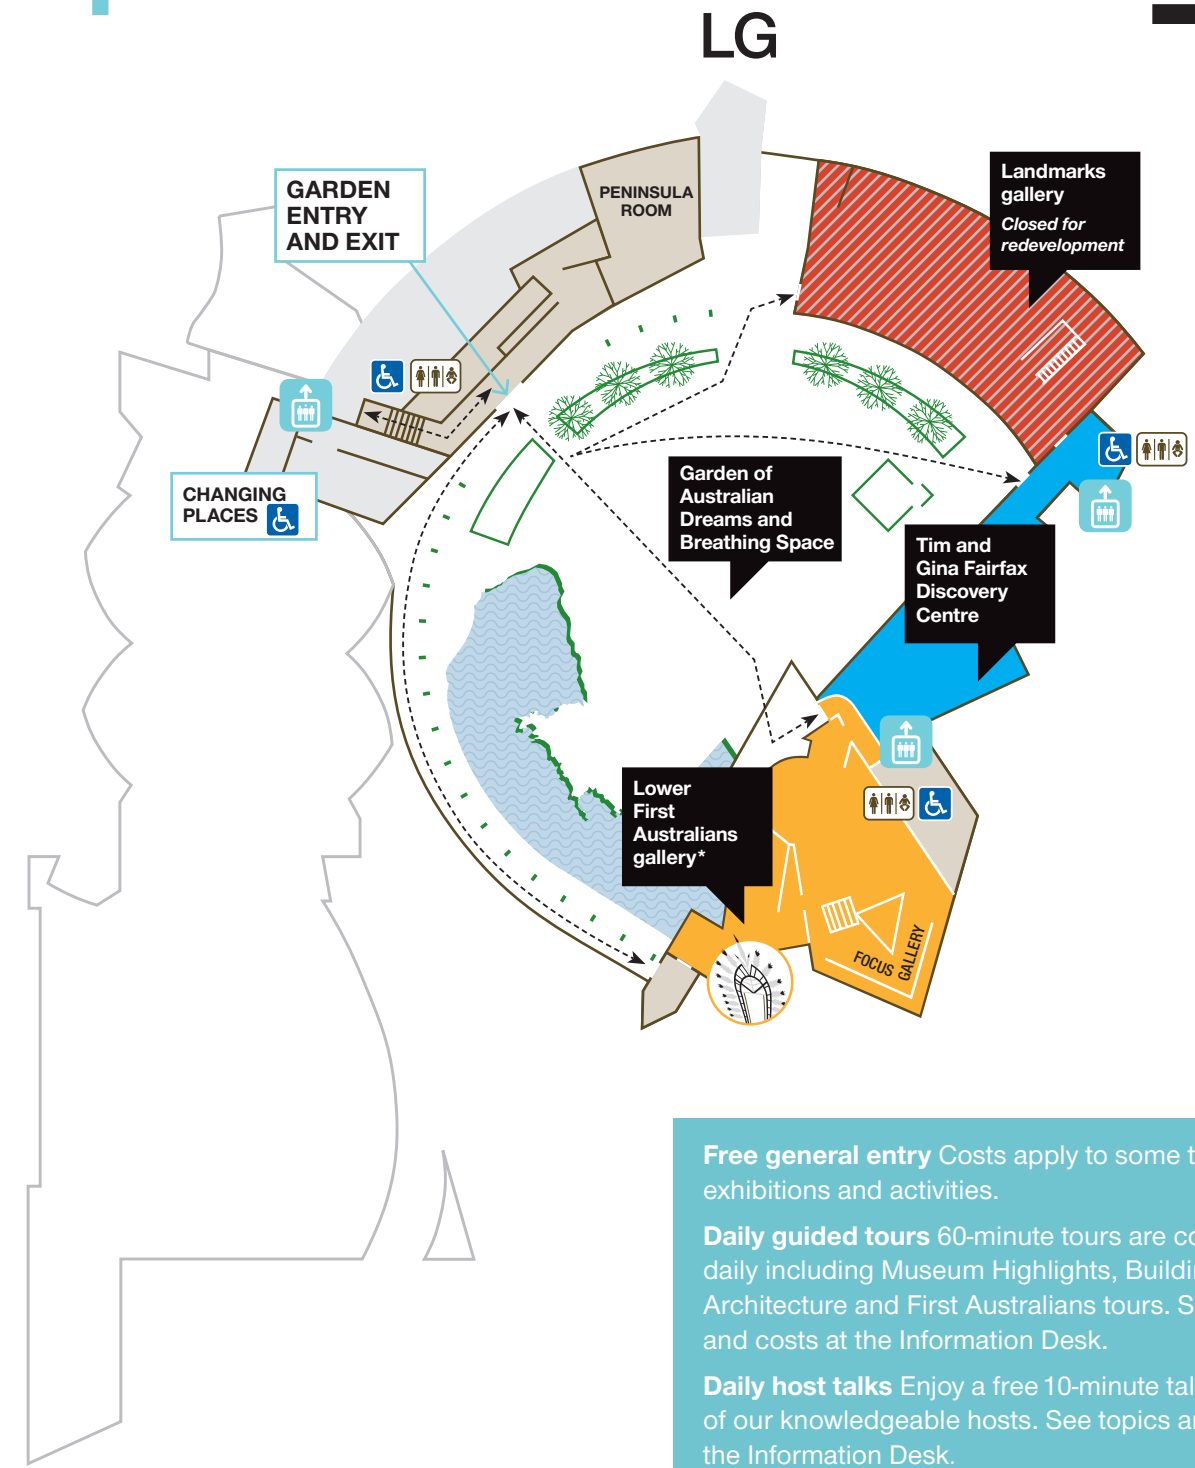 LG
GARDEN
ENTRY
AND EXIT
PENINSULA
ROOM
Landmarks
gallery
Closed for
redevelopment
CHANGING
PLACES
Garden of
Australian
Dreams and
Breathing Space
Tim and
Gina Fairfax
Discovery
Centre
Lower
First
Australians
gallery*
FOCUS GALLERY
Free general entry Costs apply to some
exhibitions and activities.
Daily guided tours 60-minute tours are
daily including Museum Highlights,
Architecture and First Australians tours.
and costs at the Information Desk.
Daily host talks Enjoy a free 10-minute
of our knowledgeable hosts. See topics
the Information Desk.